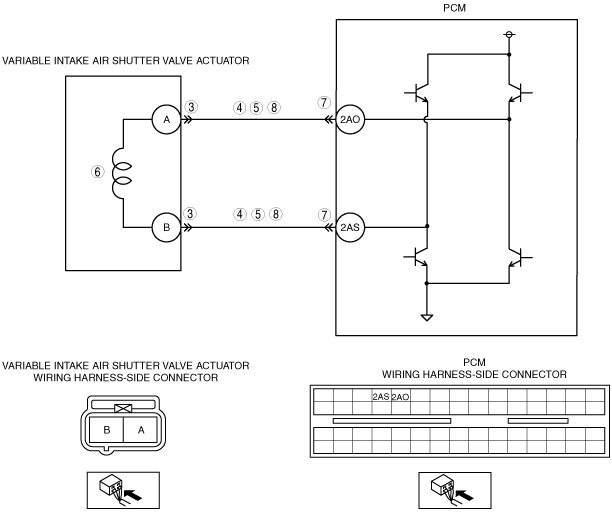 PCM
VARIABLE INTAKE AIR SHUTTER VALVE ACTUATOR
A
3
4 5 8
7
2AO
6
B
3
4 5 8
7
2AS
VARIABLE INTAKE AIR SHUTTER VALVE ACTUATOR
WIRING HARNESS-SIDE CONNECTOR
PCM
WIRING HARNESS-SIDE CONNECTOR
B A
2AS 2AO